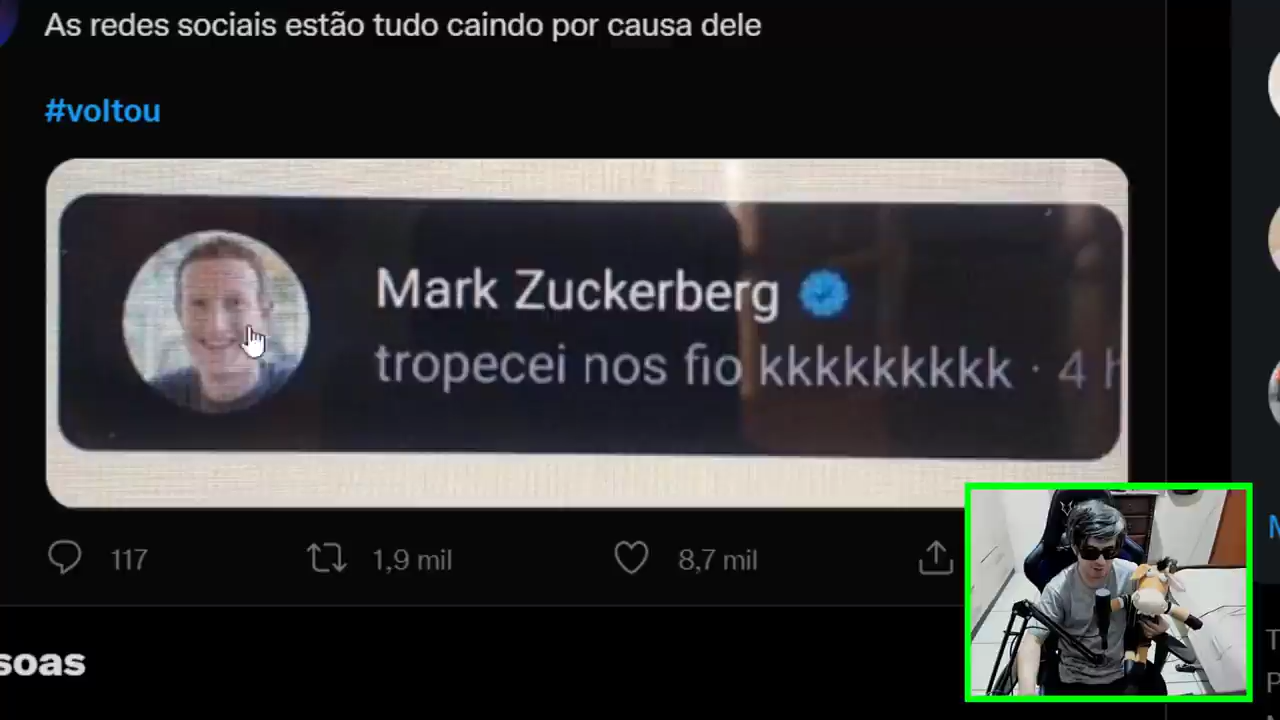 As redes sociais estão tudo caindo por causa dele
#voltou
Mark Zuckerberg
tropecei nos fio kkkkkkkkk · 4 h
117
1,9 mil
8,7 mil
soas